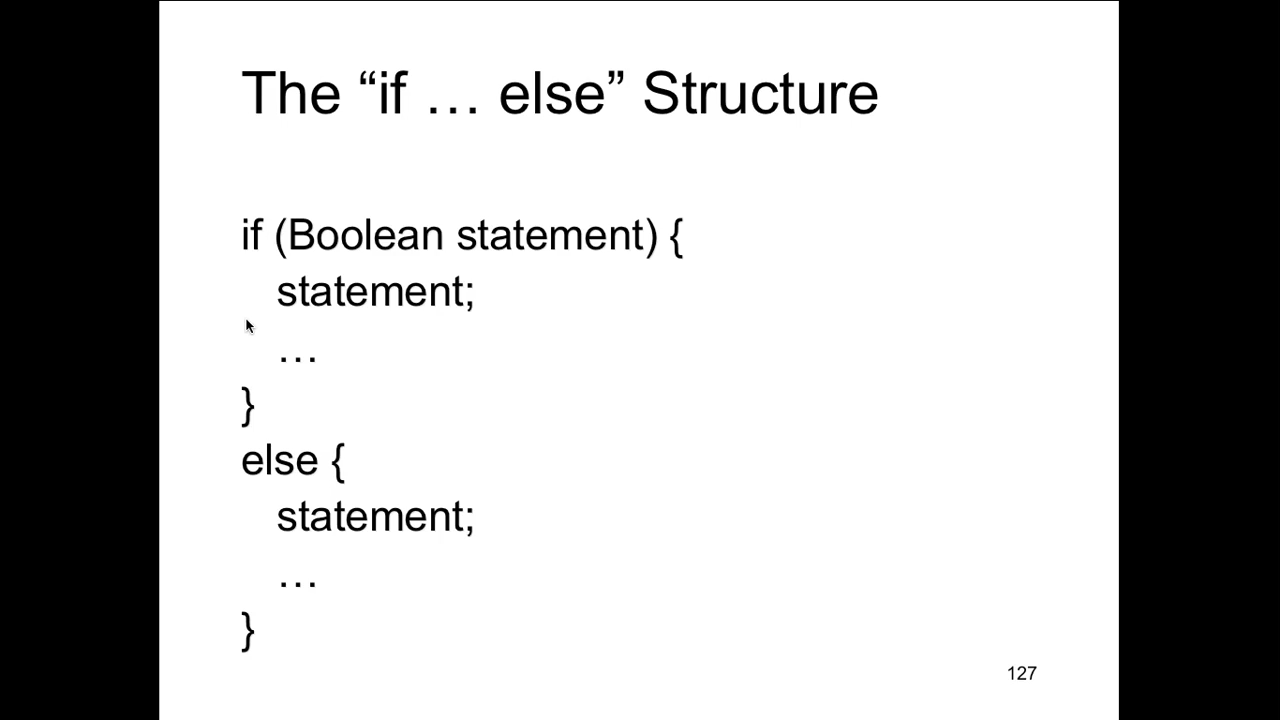 The “if … else” Structure
if (Boolean statement) {
statement;
…
}
else {
statement;
…
}
127